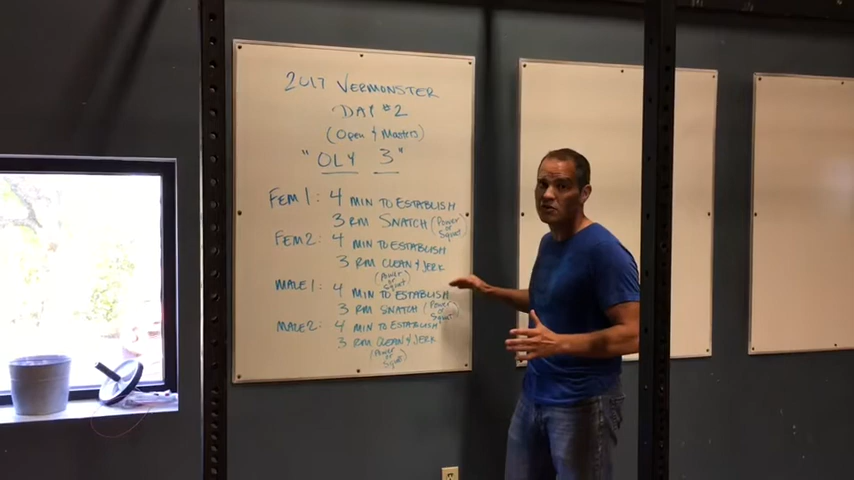 2017 VERMONSTER
DAY #2
(Open & Masters)
"OLY 3"
FEM 1: 4 MIN TO ESTABLISH
3 RM SNATCH (Power or Squat)
FEM 2: 4 MIN TO ESTABLISH
3 RM CLEAN & JERK
(Power or Squat)
MALE 1: 4 MIN TO ESTABLISH
3 RM SNATCH (Power or Squat)
MALE 2: 4 MIN TO ESTABLISH
3 RM CLEAN & JERK
(Power or Squat)